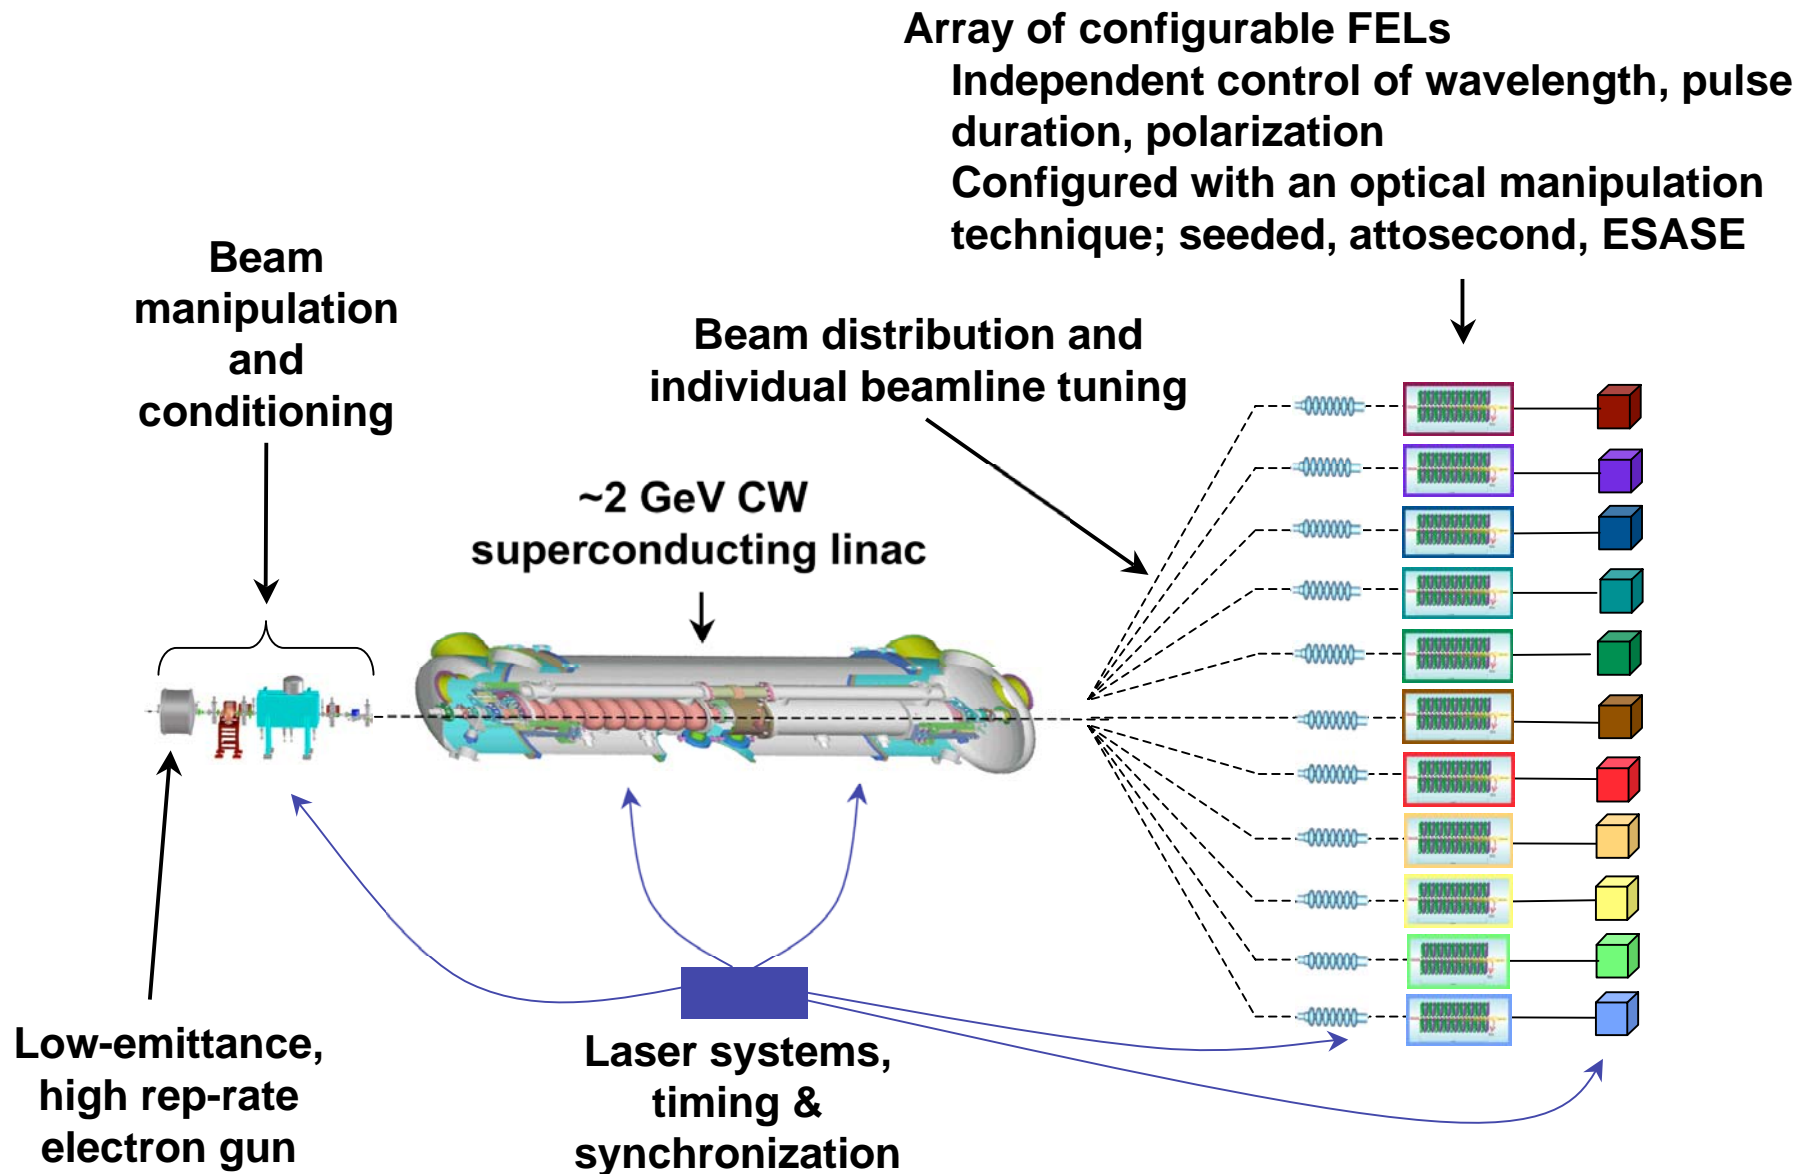 Array of configurable FELs
Independent control of wavelength, pulse
duration, polarization
Configured with an optical manipulation
technique; seeded, attosecond, ESASE
Beam
manipulation
and
conditioning
Beam distribution and
individual beamline tuning
~2 GeV CW
superconducting linac
Low-emittance,
high rep-rate
electron gun
Laser systems,
timing &
synchronization